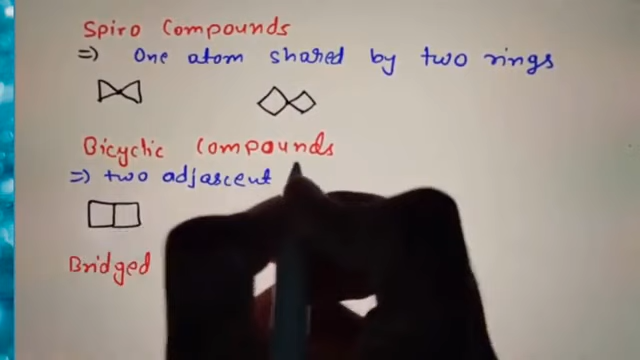 Spiro Compounds
=> One atom shared by two rings
Bicyclic Compounds
=> two adjascent
Bridged